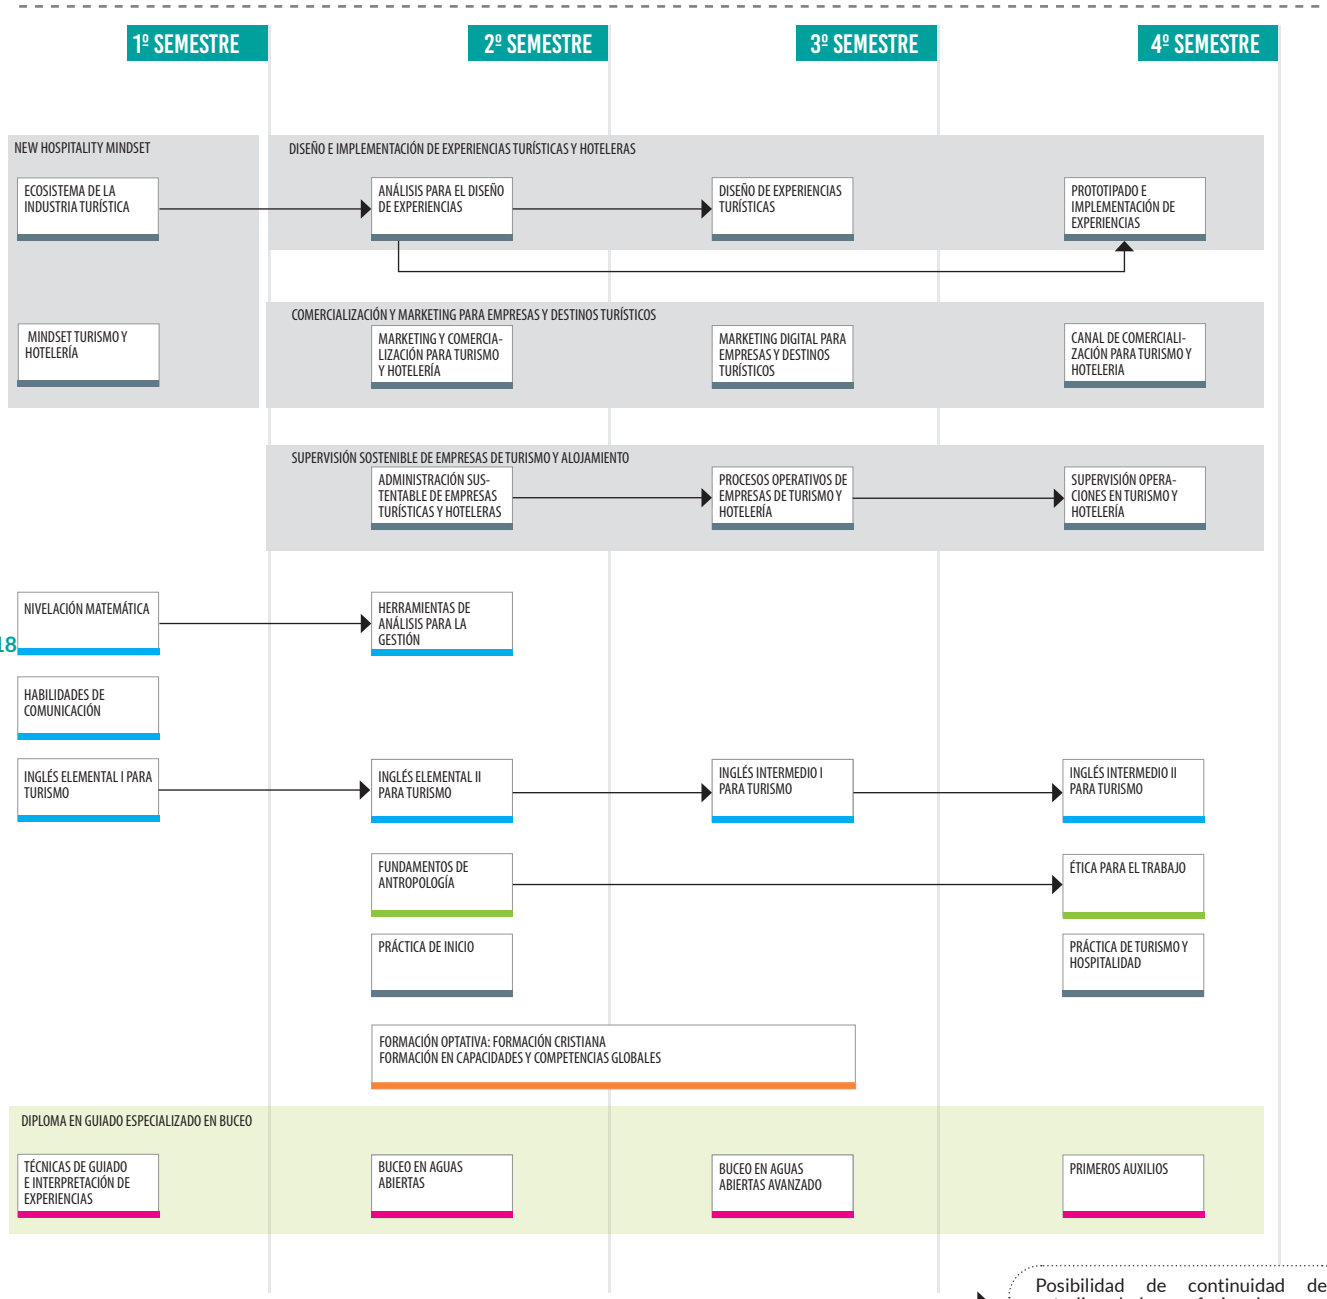 1º SEMESTRE
2º SEMESTRE
3º SEMESTRE
4º SEMESTRE
NEW HOSPITALITY MINDSET
DISEÑO E IMPLEMENTACIÓN DE EXPERIENCIAS TURÍSTICAS Y HOTELERAS
ECOSISTEMA DE LA
INDUSTRIA TURÍSTICA
ANÁLISIS PARA EL DISEÑO
DE EXPERIENCIAS
DISEÑO DE EXPERIENCIAS
TURÍSTICAS
PROTOTIPADO E
IMPLEMENTACIÓN DE
EXPERIENCIAS
COMERCIALIZACIÓN Y MARKETING PARA EMPRESAS Y DESTINOS TURÍSTICOS
MINDSET TURISMO Y
HOTELERÍA
MARKETING Y COMERCIA-
LIZACIÓN PARA TURISMO
Y HOTELERÍA
MARKETING DIGITAL PARA
EMPRESAS Y DESTINOS
TURÍSTICOS
CANAL DE COMERCIALI-
ZACIÓN PARA TURISMO Y
HOTELERIA
SUPERVISIÓN SOSTENIBLE DE EMPRESAS DE TURISMO Y ALOJAMIENTO
ADMINISTRACIÓN SUS-
TENTABLE DE EMPRESAS
TURÍSTICAS Y HOTELERAS
PROCESOS OPERATIVOS DE
EMPRESAS DE TURISMO Y
HOTELERÍA
SUPERVISIÓN OPERA-
CIONES EN TURISMO Y
HOTELERÍA
NIVELACIÓN MATEMÁTICA
HERRAMIENTAS DE
ANÁLISIS PARA LA
GESTIÓN
18
HABILIDADES DE
COMUNICACIÓN
INGLÉS ELEMENTAL I PARA
TURISMO
INGLÉS ELEMENTAL II
PARA TURISMO
INGLÉS INTERMEDIO I
PARA TURISMO
INGLÉS INTERMEDIO II
PARA TURISMO
FUNDAMENTOS DE
ANTROPOLOGÍA
ÉTICA PARA EL TRABAJO
PRÁCTICA DE INICIO
PRÁCTICA DE TURISMO Y
HOSPITALIDAD
FORMACIÓN OPTATIVA: FORMACIÓN CRISTIANA
FORMACIÓN EN CAPACIDADES Y COMPETENCIAS GLOBALES
DIPLOMA EN GUIADO ESPECIALIZADO EN BUCEO
TÉCNICAS DE GUIADO
E INTERPRETACIÓN DE
EXPERIENCIAS
BUCEO EN AGUAS
ABIERTAS
BUCEO EN AGUAS
ABIERTAS AVANZADO
PRIMEROS AUXILIOS
Posibilidad de continuidad de